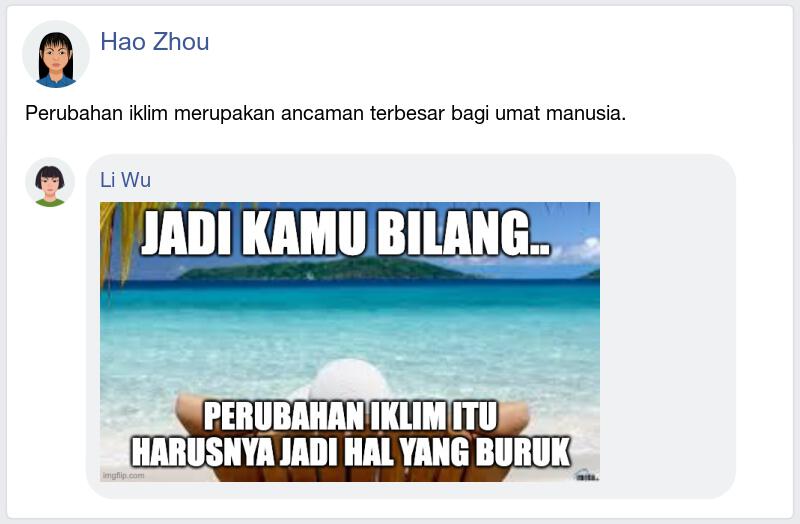 Hao Zhou
Perubahan iklim merupakan ancaman terbesar bagi umat manusia.
Li Wu
JADI KAMU BILANG..
PERUBAHAN IKLIM ITU
HARUSNYA JADI HAL YANG BURUK
imgflip.com